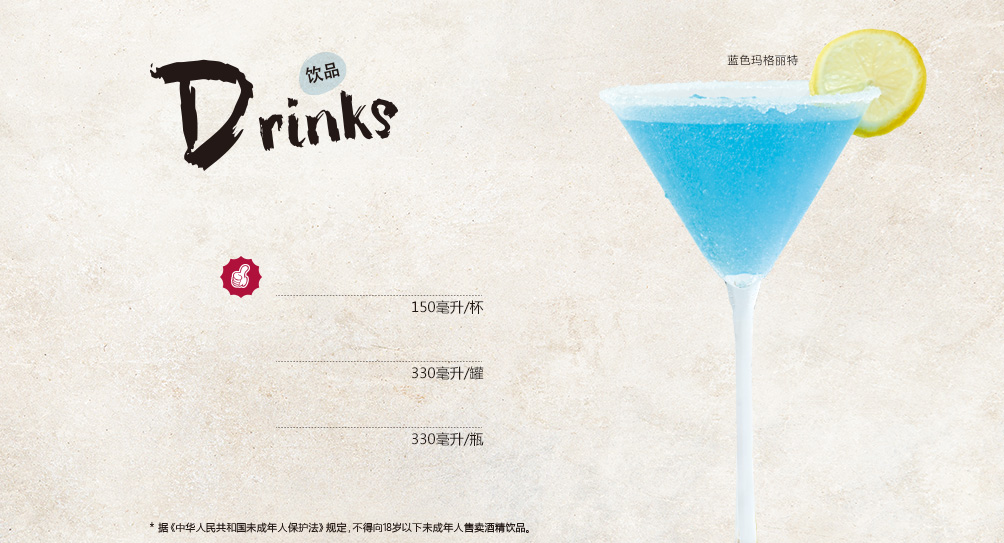 饮品
Drinks
蓝色玛格丽特
150毫升/杯
330毫升/罐
330毫升/瓶
* 据《中华人民共和国未成年人保护法》规定，不得向18岁以下未成年人售卖酒精饮品。